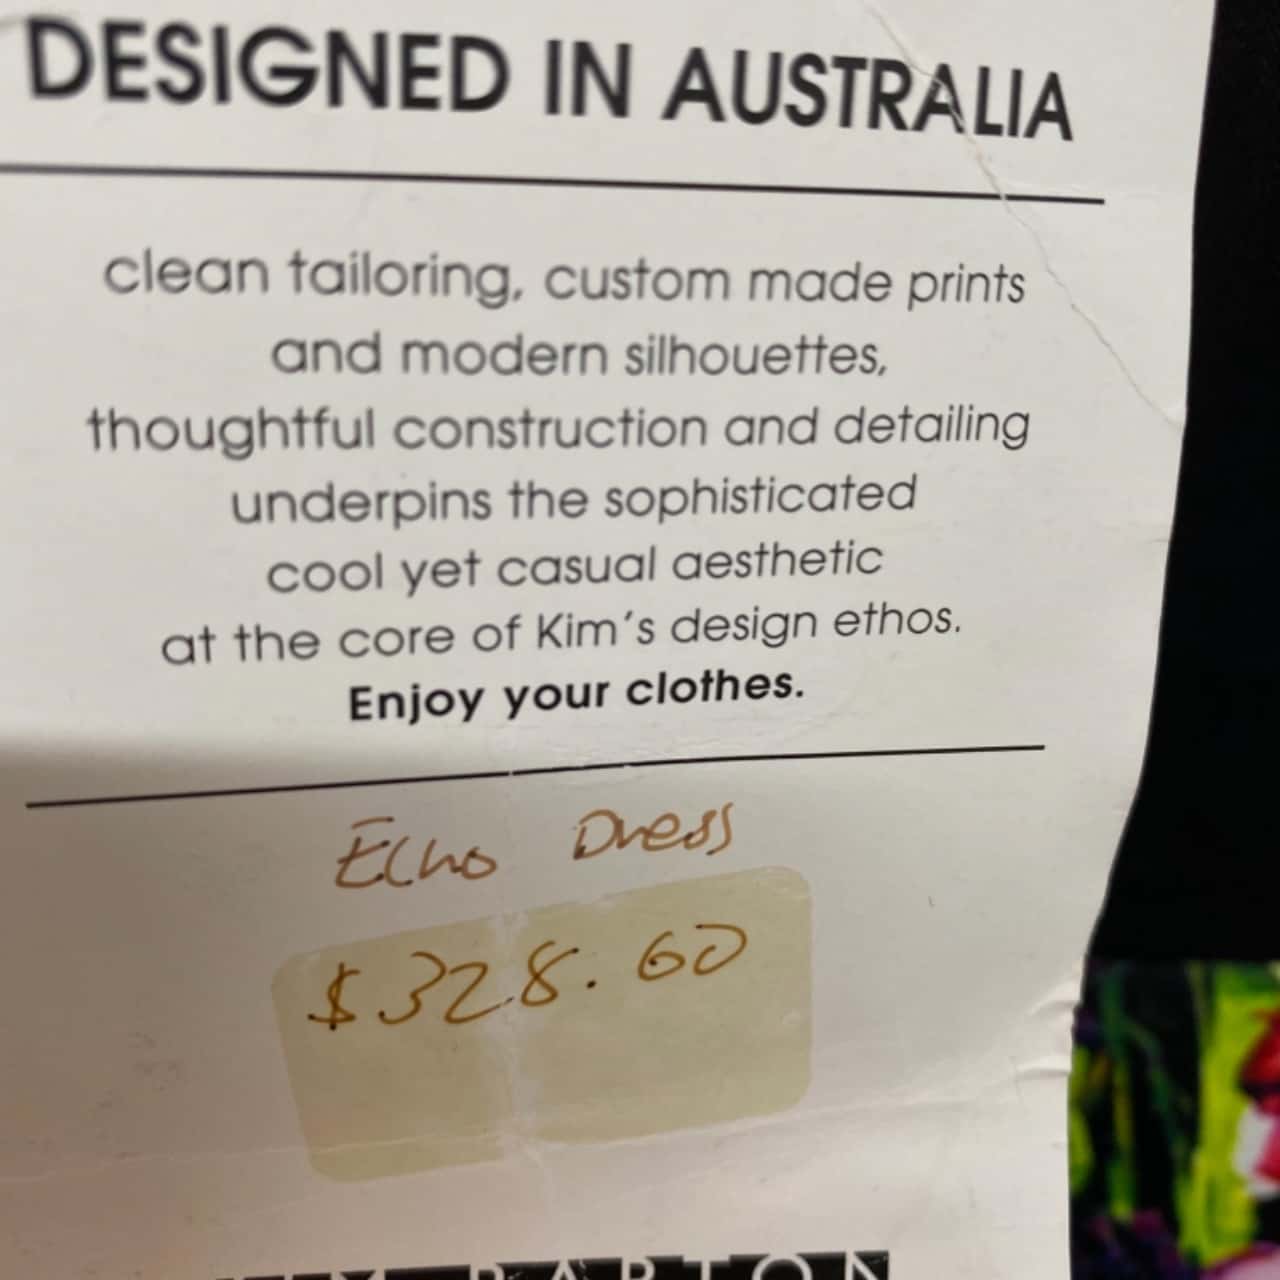 DESIGNED IN AUSTRALIA
clean tailoring, custom made prints
and modern silhouettes,
thoughtful construction and detailing
underpins the sophisticated
cool yet casual aesthetic
at the core of Kim's design ethos.
Enjoy your clothes.
Echo Dress
$328.60
BARTON